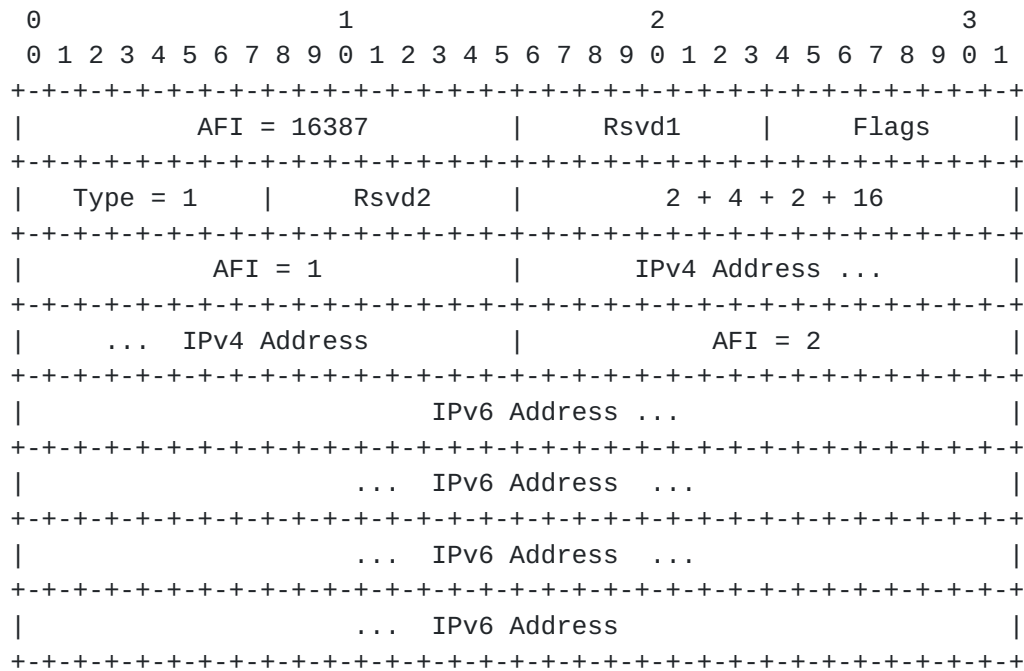 0                   1                   2                   3
 0 1 2 3 4 5 6 7 8 9 0 1 2 3 4 5 6 7 8 9 0 1 2 3 4 5 6 7 8 9 0 1
+-+-+-+-+-+-+-+-+-+-+-+-+-+-+-+-+-+-+-+-+-+-+-+-+-+-+-+-+-+-+-+-+
|           AFI = 16387         |     Rsvd1     |     Flags     |
+-+-+-+-+-+-+-+-+-+-+-+-+-+-+-+-+-+-+-+-+-+-+-+-+-+-+-+-+-+-+-+-+
|   Type = 1    |     Rsvd2     |         2 + 4 + 2 + 16        |
+-+-+-+-+-+-+-+-+-+-+-+-+-+-+-+-+-+-+-+-+-+-+-+-+-+-+-+-+-+-+-+-+
|            AFI = 1            |       IPv4 Address ...        |
+-+-+-+-+-+-+-+-+-+-+-+-+-+-+-+-+-+-+-+-+-+-+-+-+-+-+-+-+-+-+-+-+
|     ...  IPv4 Address         |            AFI = 2            |
+-+-+-+-+-+-+-+-+-+-+-+-+-+-+-+-+-+-+-+-+-+-+-+-+-+-+-+-+-+-+-+-+
|                          IPv6 Address ...                     |
+-+-+-+-+-+-+-+-+-+-+-+-+-+-+-+-+-+-+-+-+-+-+-+-+-+-+-+-+-+-+-+-+
|                     ...  IPv6 Address  ...                    |
+-+-+-+-+-+-+-+-+-+-+-+-+-+-+-+-+-+-+-+-+-+-+-+-+-+-+-+-+-+-+-+-+
|                     ...  IPv6 Address  ...                    |
+-+-+-+-+-+-+-+-+-+-+-+-+-+-+-+-+-+-+-+-+-+-+-+-+-+-+-+-+-+-+-+-+
|                     ...  IPv6 Address                         |
+-+-+-+-+-+-+-+-+-+-+-+-+-+-+-+-+-+-+-+-+-+-+-+-+-+-+-+-+-+-+-+-+